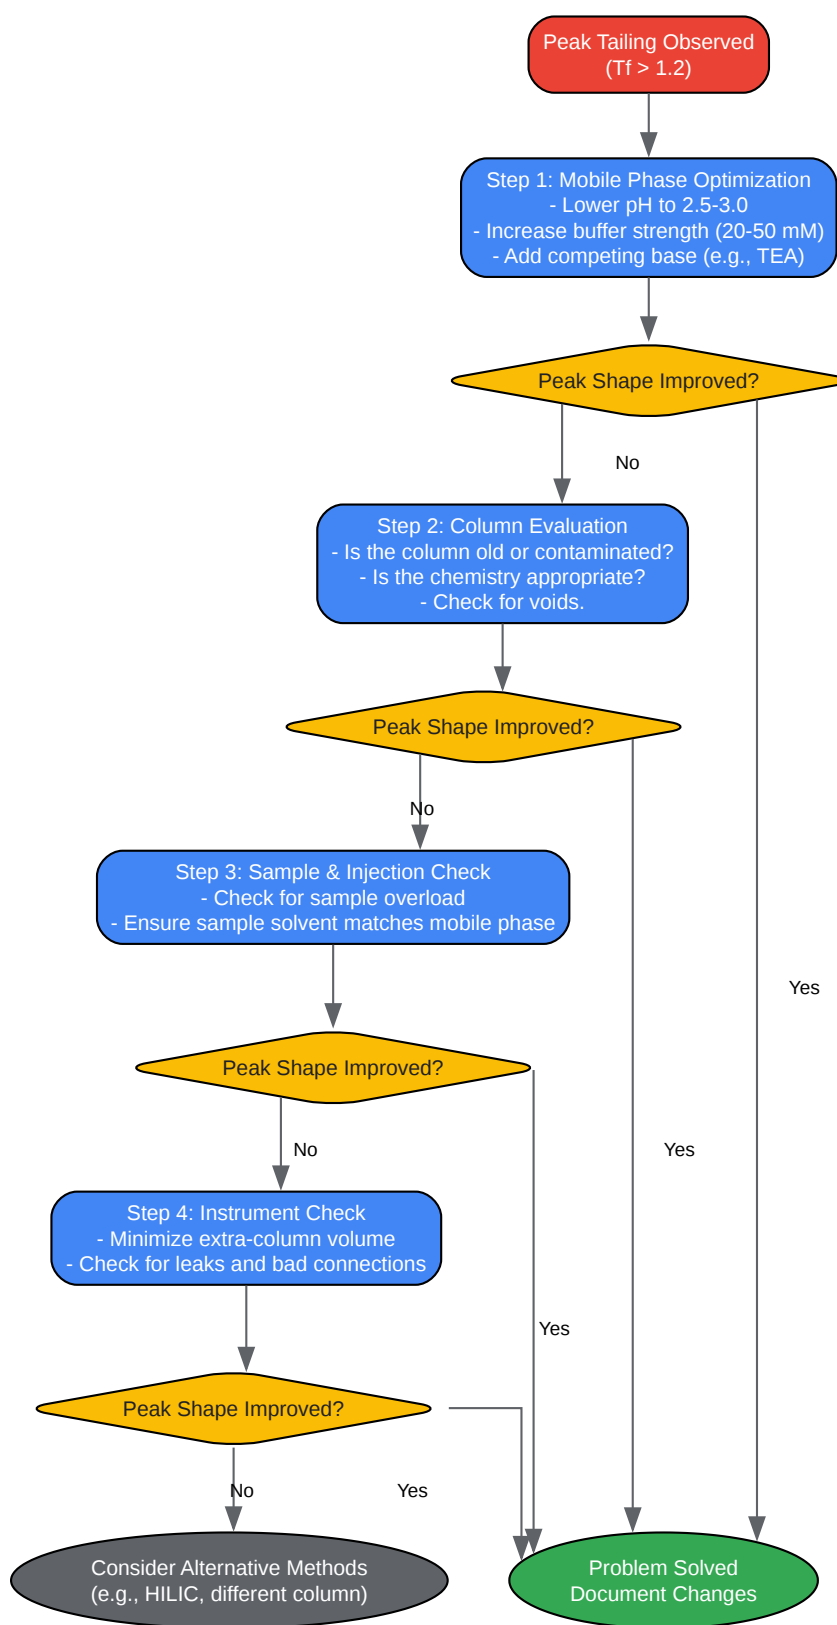 Peak Tailing Observed
(Tf > 1.2)
Step 1: Mobile Phase Optimization
- Lower pH to 2.5-3.0
- Increase buffer strength (20-50 mM)
- Add competing base (e.g., TEA)
Peak Shape Improved?
No
Step 2: Column Evaluation
- Is the column old or contaminated?
- Is the chemistry appropriate?
- Check for voids.
Peak Shape Improved?
No
Step 3: Sample & Injection Check
- Check for sample overload
- Ensure sample solvent matches mobile phase
Yes
Peak Shape Improved?
No
Yes
Step 4: Instrument Check
- Minimize extra-column volume
- Check for leaks and bad connections
Yes
Peak Shape Improved?
No
Yes
Consider Alternative Methods
(e.g., HILIC, different column)
Problem Solved
Document Changes